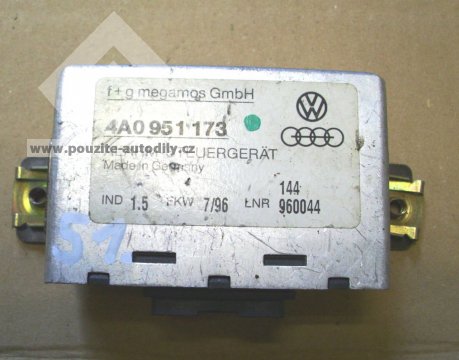 f+g megamos GmbH
4A0 951 173
www.pouzite-autodily.cz
Made in Germany
144
IND 1.5 FKW 7/96 LNR 960044
51.